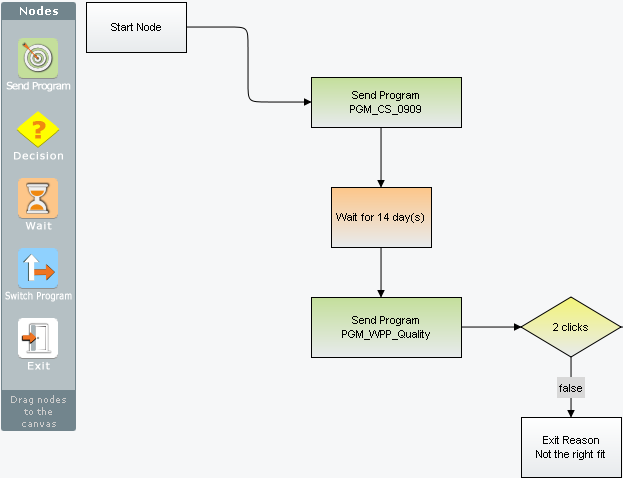 Nodes
Send Program
Decision
Wait
Switch Program
Exit
Drag nodes
to the
canvas
Start Node
Send Program
PGM_CS_0909
Wait for 14 day(s)
Send Program
PGM_WPP_Quality
2 clicks
false
Exit Reason
Not the right fit